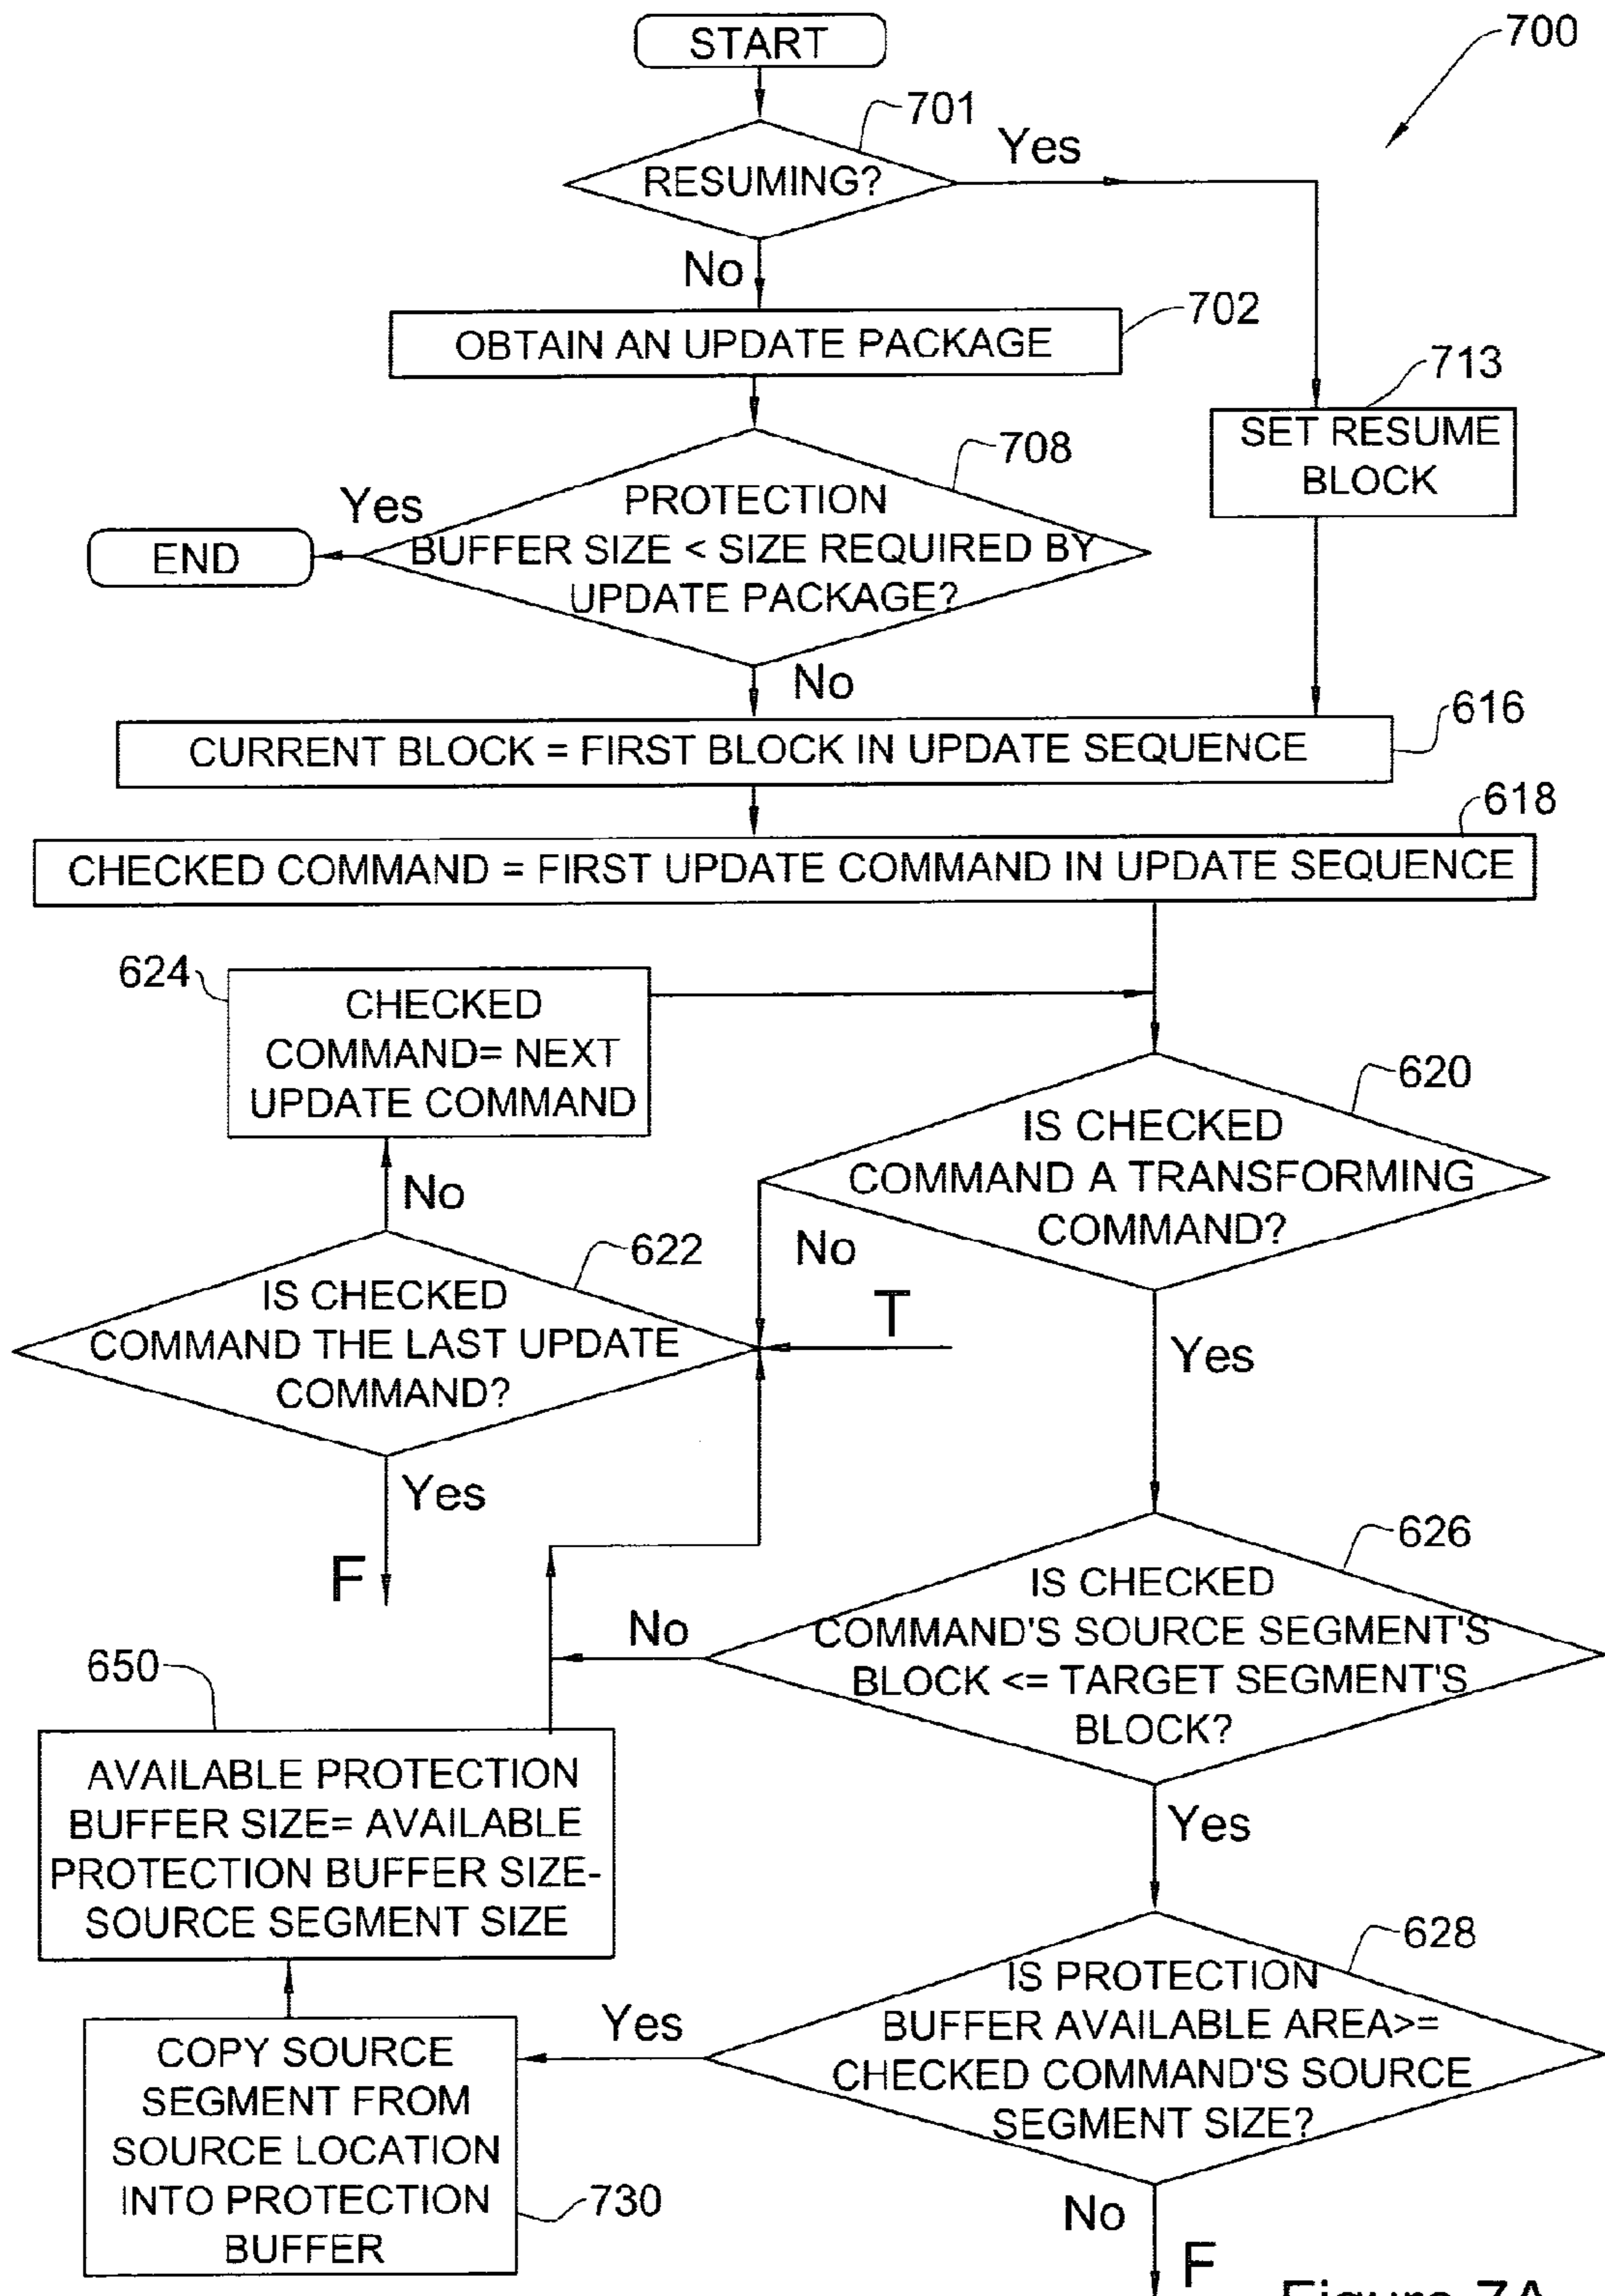 START
700
701
Yes
RESUMING?
No
702
OBTAIN AN UPDATE PACKAGE
713
SET RESUME
BLOCK
708
Yes
PROTECTION
BUFFER SIZE < SIZE REQUIRED BY
UPDATE PACKAGE?
END
No
616
CURRENT BLOCK = FIRST BLOCK IN UPDATE SEQUENCE
618
CHECKED COMMAND = FIRST UPDATE COMMAND IN UPDATE SEQUENCE
624
CHECKED
COMMAND= NEXT
UPDATE COMMAND
620
IS CHECKED
COMMAND A TRANSFORMING
COMMAND?
No
No
622
IS CHECKED
COMMAND THE LAST UPDATE
COMMAND?
T
Yes
Yes
F
626
IS CHECKED
COMMAND'S SOURCE SEGMENT'S
BLOCK <= TARGET SEGMENT'S
BLOCK?
No
650
AVAILABLE PROTECTION
BUFFER SIZE= AVAILABLE
PROTECTION BUFFER SIZE-
SOURCE SEGMENT SIZE
Yes
628
IS PROTECTION
BUFFER AVAILABLE AREA>=
CHECKED COMMAND'S SOURCE
SEGMENT SIZE?
Yes
COPY SOURCE
SEGMENT FROM
SOURCE LOCATION
INTO PROTECTION
BUFFER
730
No
F
Figure 7A